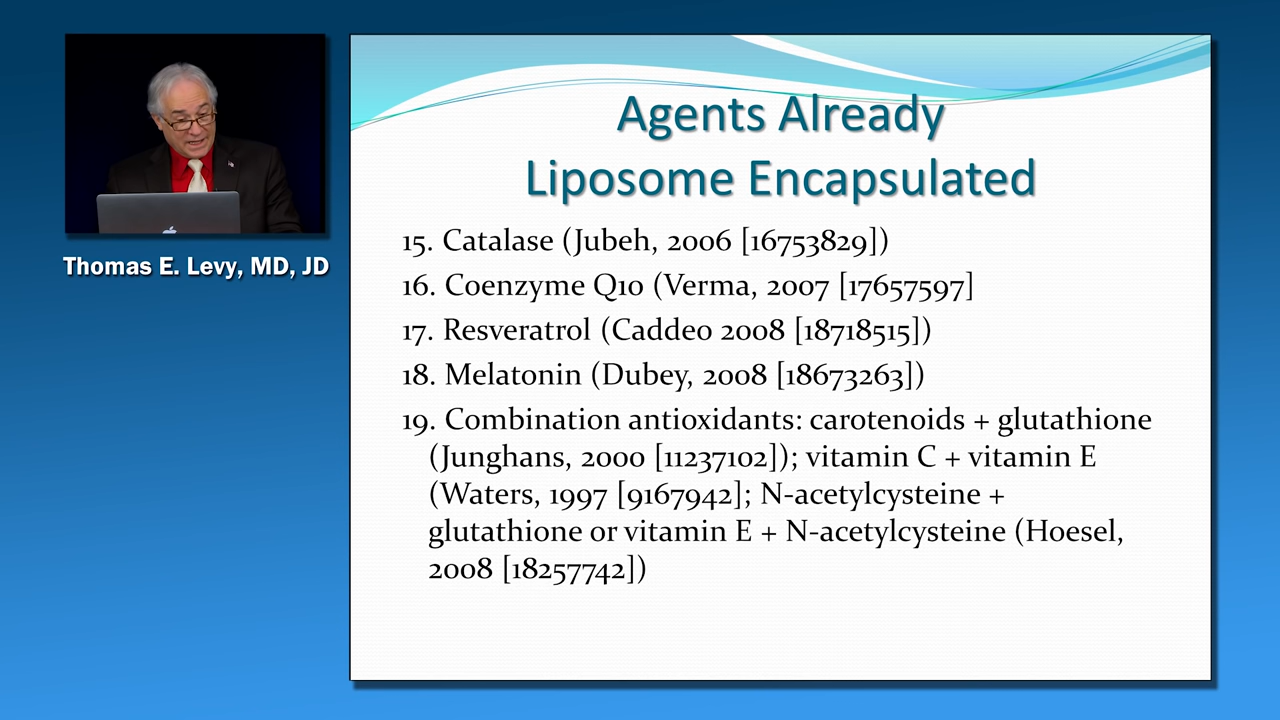 Thomas E. Levy, MD, JD
Agents Already
Liposome Encapsulated
15. Catalase (Jubeh, 2006 [16753829])
16. Coenzyme Q10 (Verma, 2007 [17657597]
17. Resveratrol (Caddeo 2008 [18718515])
18. Melatonin (Dubey, 2008 [18673263])
19. Combination antioxidants: carotenoids + glutathione
(Junghans, 2000 [11237102]); vitamin C + vitamin E
(Waters, 1997 [9167942]; N-acetylcysteine +
glutathione or vitamin E + N-acetylcysteine (Hoesel,
2008 [18257742])